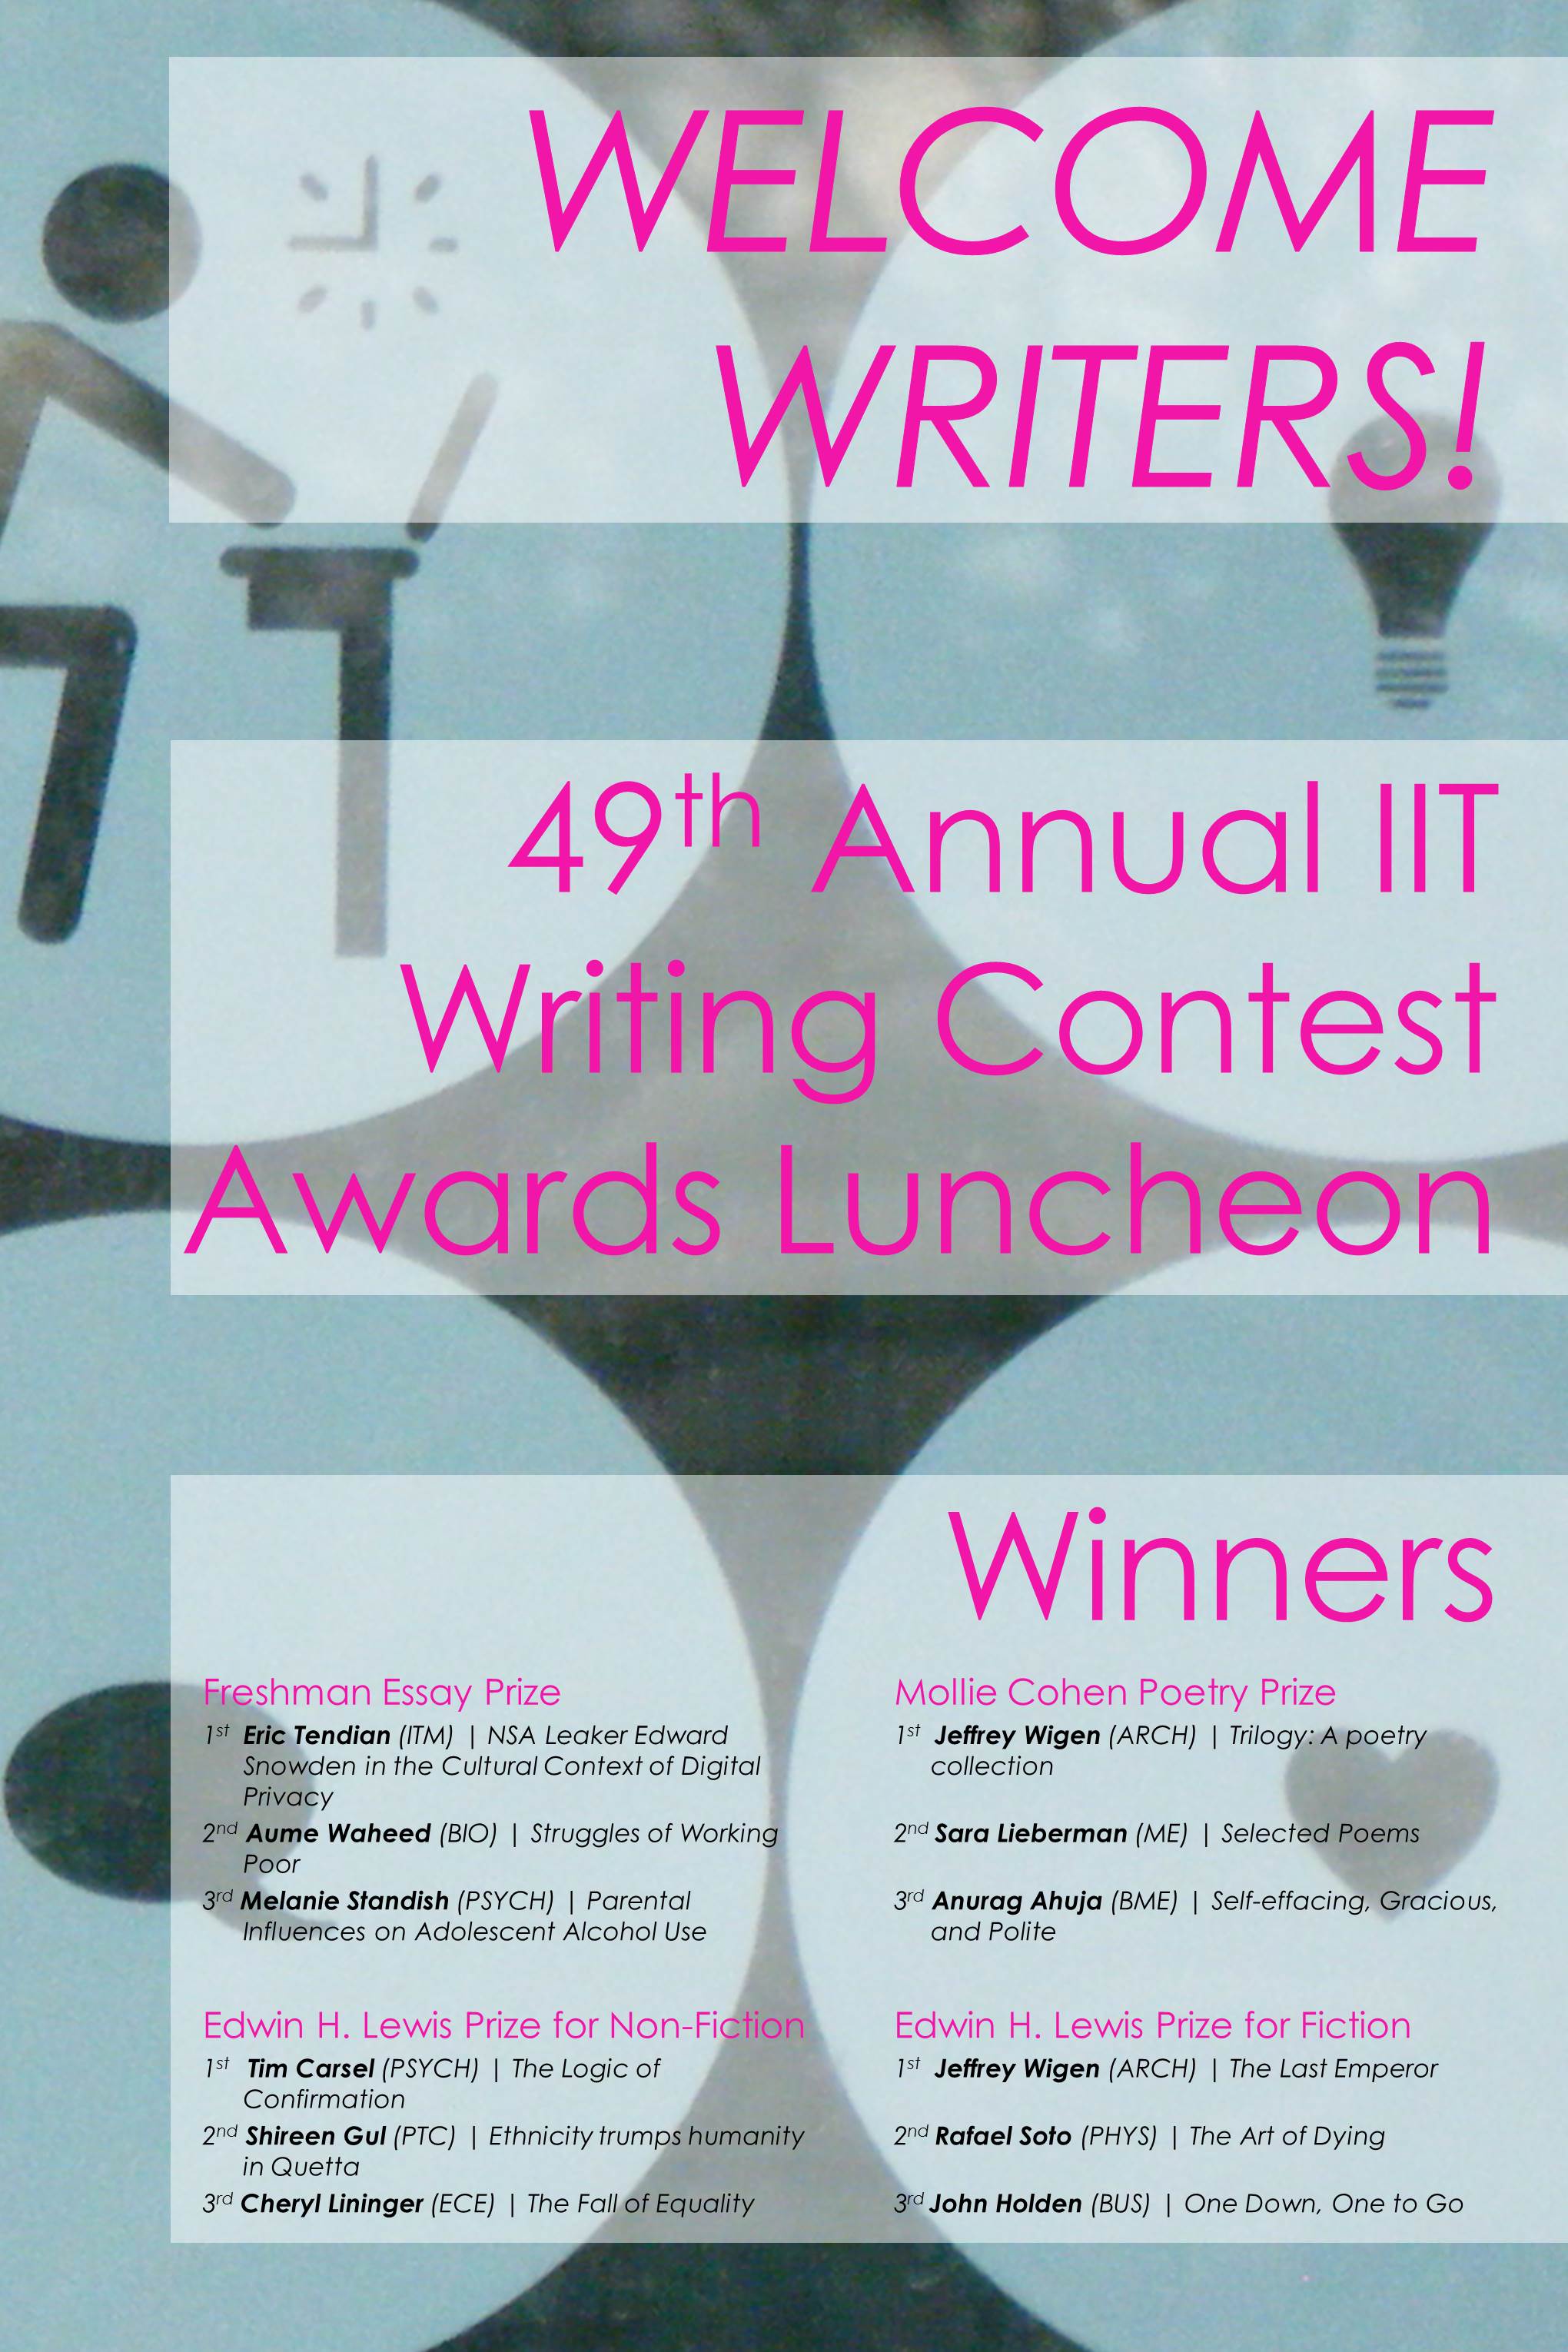 WELCOME
WRITERS!
49th Annual IIT
Writing Contest
Awards Luncheon
Winners
Freshman Essay Prize
1st Eric Tendian (ITM) | NSA Leaker Edward
Snowden in the Cultural Context of Digital
Privacy
2nd Aume Waheed (BIO) | Struggles of Working
Poor
3rd Melanie Standish (PSYCH) | Parental
Influences on Adolescent Alcohol Use
Mollie Cohen Poetry Prize
1st Jeffrey Wigen (ARCH) | Trilogy: A poetry
collection
2nd Sara Lieberman (ME) | Selected Poems
3rd Anurag Ahuja (BME) | Self-effacing, Gracious,
and Polite
Edwin H. Lewis Prize for Non-Fiction
1st Tim Carsel (PSYCH) | The Logic of
Confirmation
2nd Shireen Gul (PTC) | Ethnicity trumps humanity
in Quetta
3rd Cheryl Lininger (ECE) | The Fall of Equality
Edwin H. Lewis Prize for Fiction
1st Jeffrey Wigen (ARCH) | The Last Emperor
2nd Rafael Soto (PHYS) | The Art of Dying
3rd John Holden (BUS) | One Down, One to Go